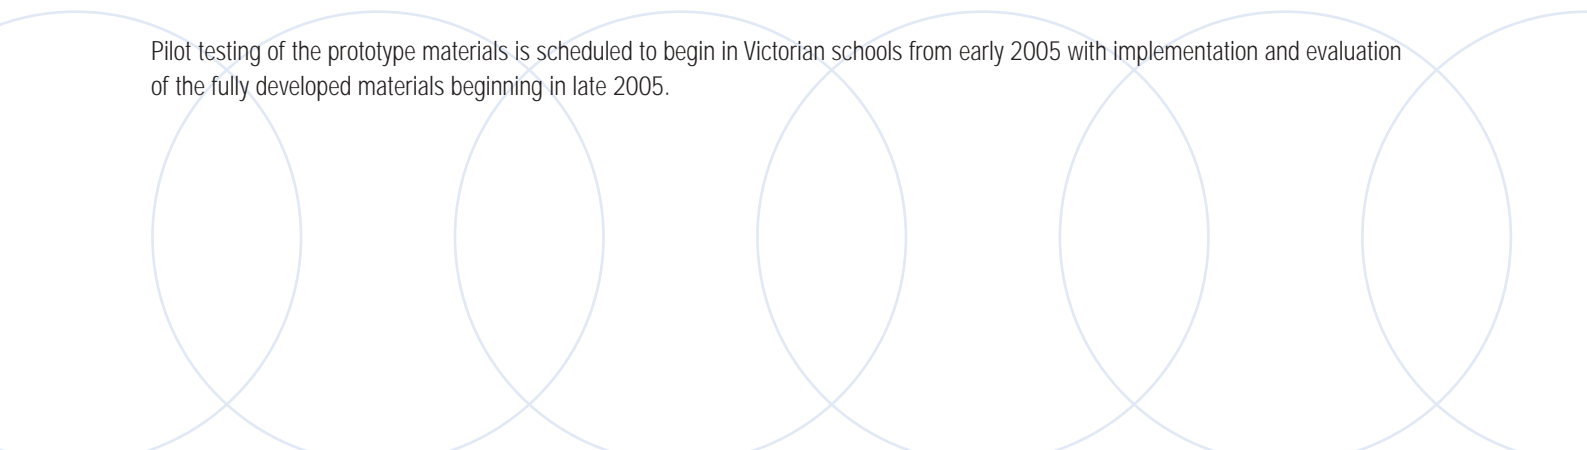 Pilot testing of the prototype materials is scheduled to begin in Victorian schools from early 2005 with implementation and evaluation
of the fully developed materials beginning in late 2005.